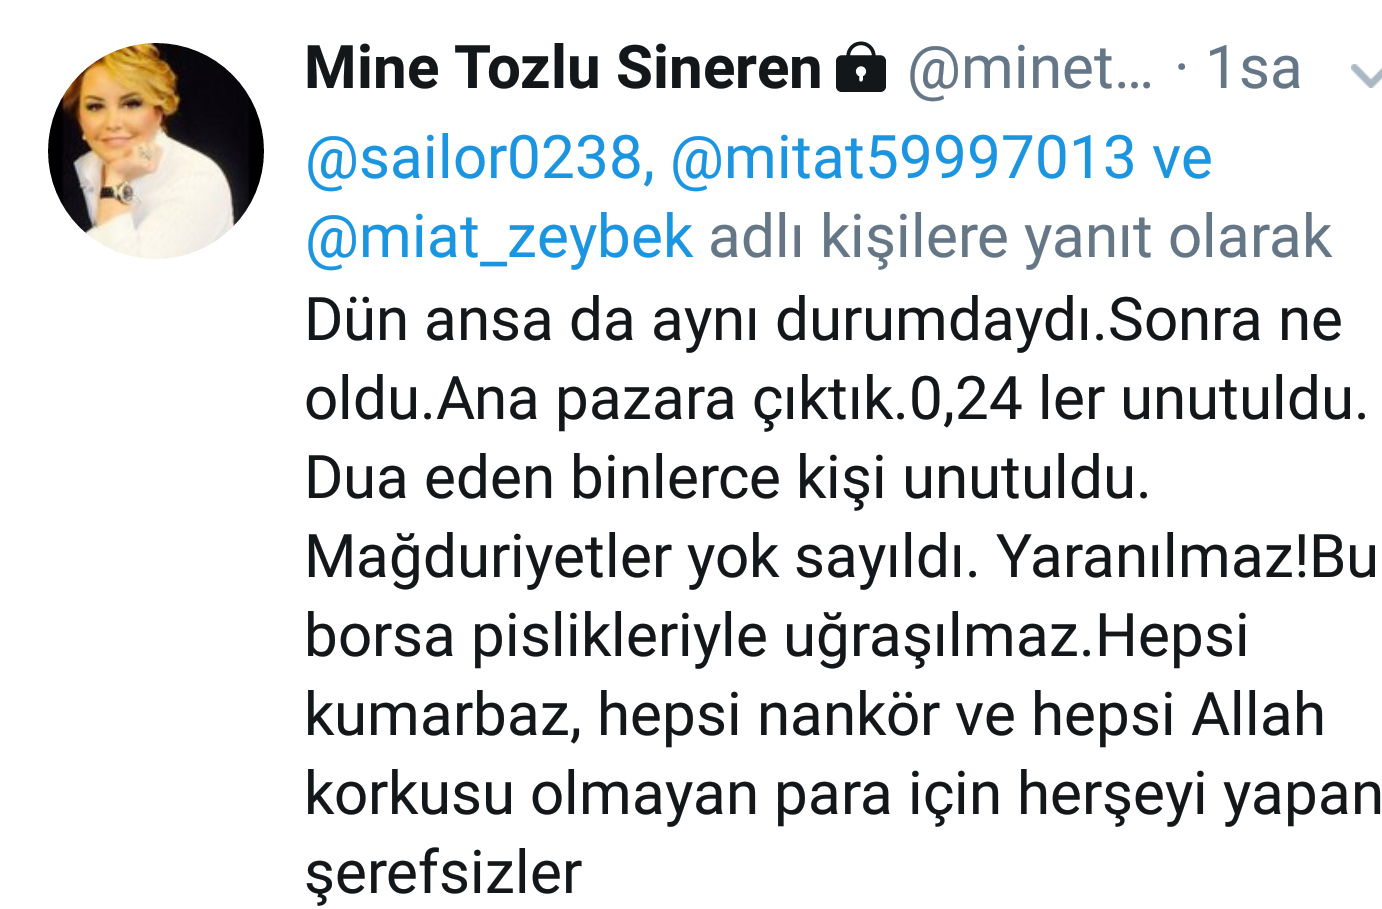 Mine Tozlu Sineren @minet... · 1sa
@sailor0238, @mitat59997013 ve
@miat_zeybek adlı kişilere yanıt olarak
Dün ansa da aynı durumdaydı.Sonra ne
oldu.Ana pazara çıktık.0,24 ler unutuldu.
Dua eden binlerce kişi unutuldu.
Mağduriyetler yok sayıldı. Yaranılmaz!Bu
borsa pislikleriyle uğraşılmaz.Hepsi
kumarbaz, hepsi nankör ve hepsi Allah
korkusu olmayan para için herşeyi yapan
şerefsizler